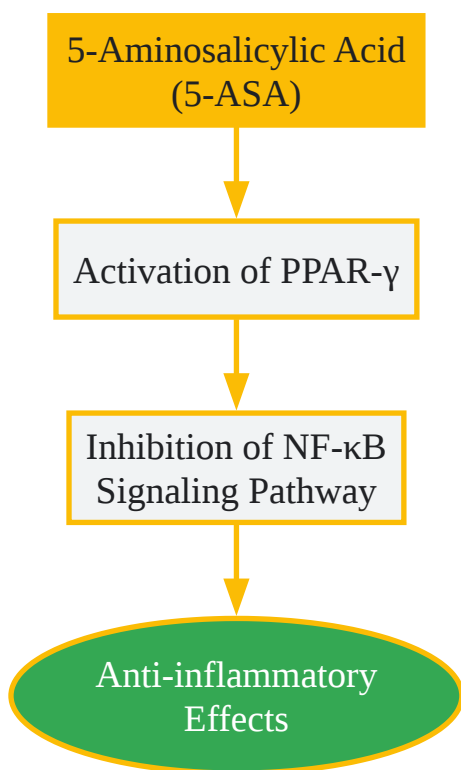 5-Aminosalicylic Acid
(5-ASA)
Activation of PPAR-γ
Inhibition of NF-κB
Signaling Pathway
Anti-inflammatory
Effects